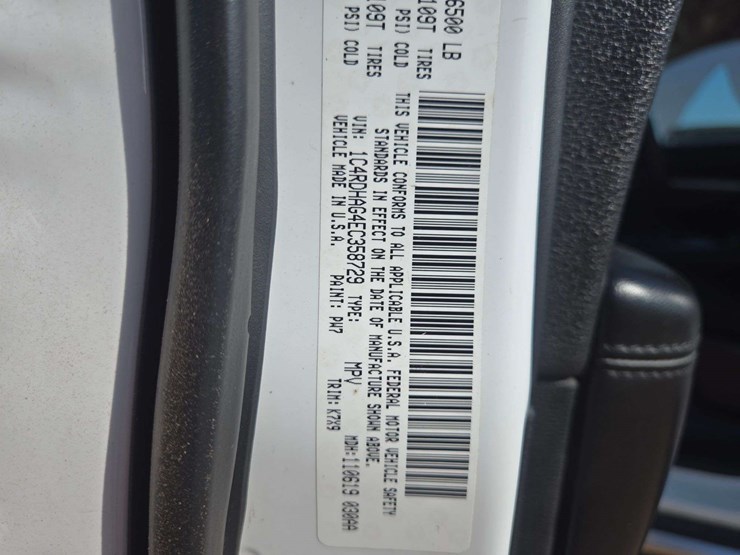 6500 LB
109T TIRES
PSI) COLD
109T TIRES
PSI) COLD
THIS VEHICLE CONFORMS TO ALL APPLICABLE U.S.A. FEDERAL MOTOR VEHICLE SAFETY
STANDARDS IN EFFECT ON THE DATE OF MANUFACTURE SHOWN ABOVE.
VIN: 1C4RDHAG4EC358729 TYPE: MPV MDH:110619 030AA
VEHICLE MADE IN U.S.A. PAINT: PW7 TRIM: K7X9